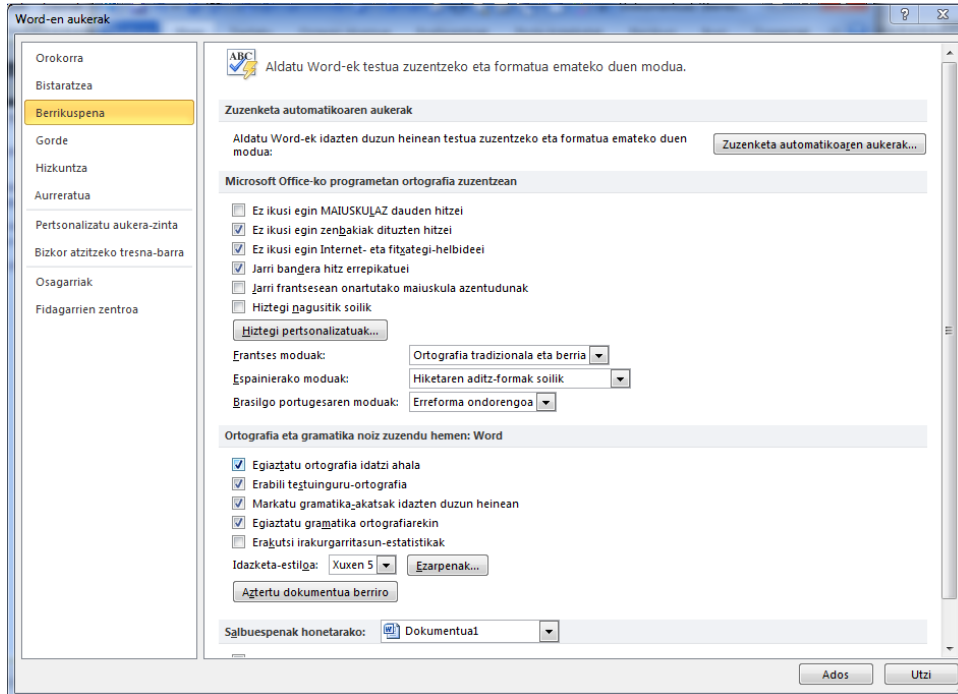 Word-en aukerak
Orokorra
Bistaratzea
Berrikuspena
Gorde
Hizkuntza
Aurreratua
Pertsonalizatu aukera-zinta
Bizkor atzitzeko tresna-barra
Osagarriak
Fidagarrien zentroa
ABC
Aldatu Word-ek testua zuzentzeko eta formatua emateko duen modua.
Zuzenketa automatikoaren aukerak
Aldatu Word-ek idazten duzun heinean testua zuzentzeko eta formatua emateko duen
modua:
Zuzenketa automatikoaren aukerak...
Microsoft Office-ko programetan ortografia zuzentzean
Ez ikusi egin MAIUSKULAZ dauden hitzei
Ez ikusi egin zenbakiak dituzten hitzei
Ez ikusi egin Internet- eta fitxategi-helbideei
Jarri bandera hitz errepikatuei
Jarri frantsesean onartutako maiuskula azentudunak
Hiztegi nagusitik soilik
Hiztegi pertsonalizatuak...
Frantses moduak: Ortografia tradizionala eta berria
Espainierako moduak: Hiketaren aditz-formak soilik
Brasilgo portugesaren moduak: Erreforma ondorengoa
Ortografia eta gramatika noiz zuzendu hemen: Word
Egiaztatu ortografia idatzi ahala
Erabili testuinguru-ortografia
Markatu gramatika-akatsak idazten duzun heinean
Egiaztatu gramatika ortografiarekin
Erakutsi irakurgarritasun-estatistikak
Idazketa-estiloa: Xuxen 5 Ezarpenak...
Aztertu dokumentua berriro
Salbuespenak honetarako: Dokumentua1
Ados Utzi